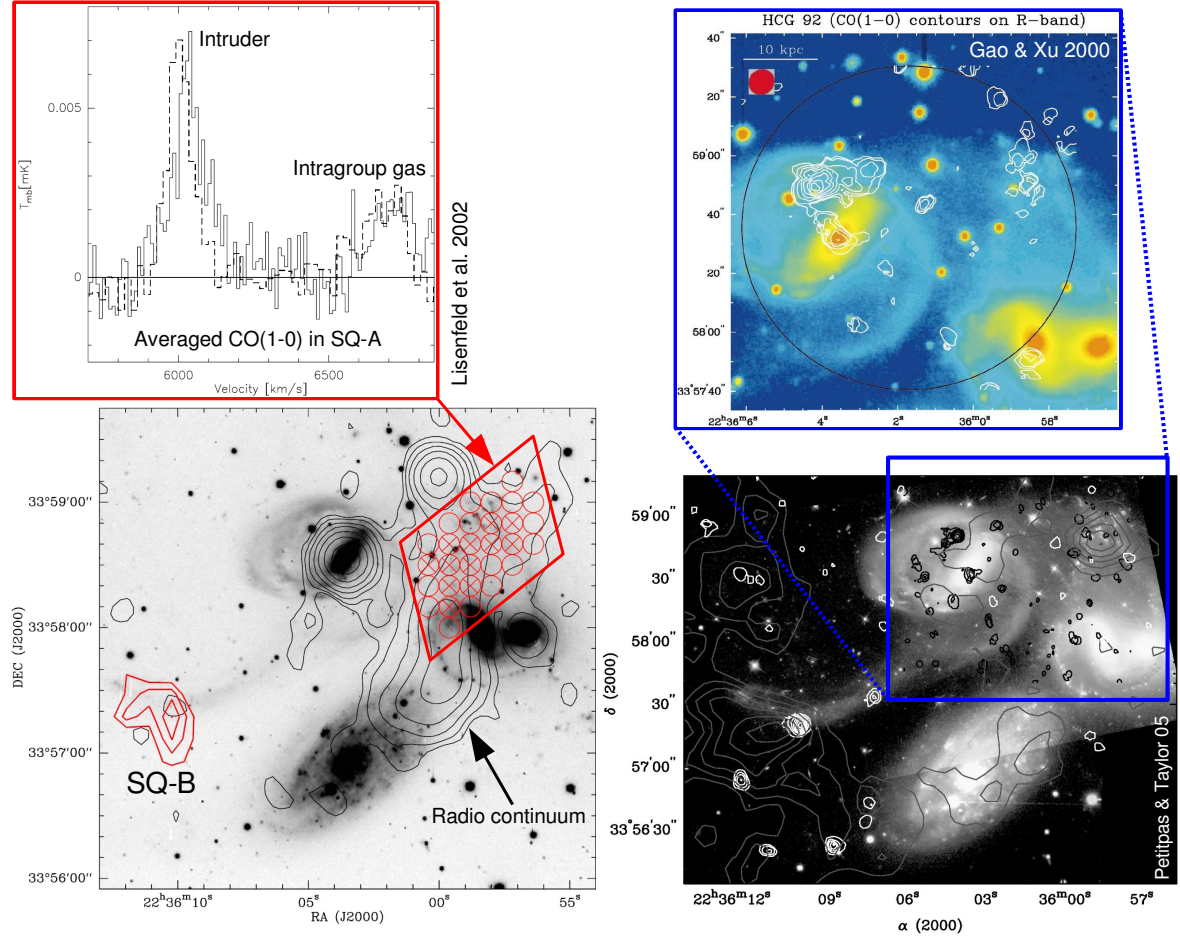 Intruder
Intragroup gas
0.005
0
T_mb [mK]
Averaged CO(1-0) in SQ-A
6000
6500
Velocity [km/s]
Lisenfeld et al. 2002
HCG 92 (CO(1-0) contours on R-band)
Gao & Xu 2000
10 kpc
40''
20''
59'00''
40''
20''
58'00''
33°57'40''
22ʰ36ᵐ6ˢ
4ˢ
2ˢ
36ᵐ0ˢ
58ˢ
33°59'00''
33°58'00''
33°57'00''
33°56'00''
DEC (J2000)
SQ-B
Radio continuum
22ʰ36ᵐ10ˢ
05ˢ
00ˢ
55ˢ
RA (J2000)
59'00''
30''
58'00''
30''
57'00''
33°56'30''
δ (2000)
Petitpas & Taylor 05
22ʰ36ᵐ12ˢ
09ˢ
06ˢ
03ˢ
36ᵐ00ˢ
57ˢ
α (2000)